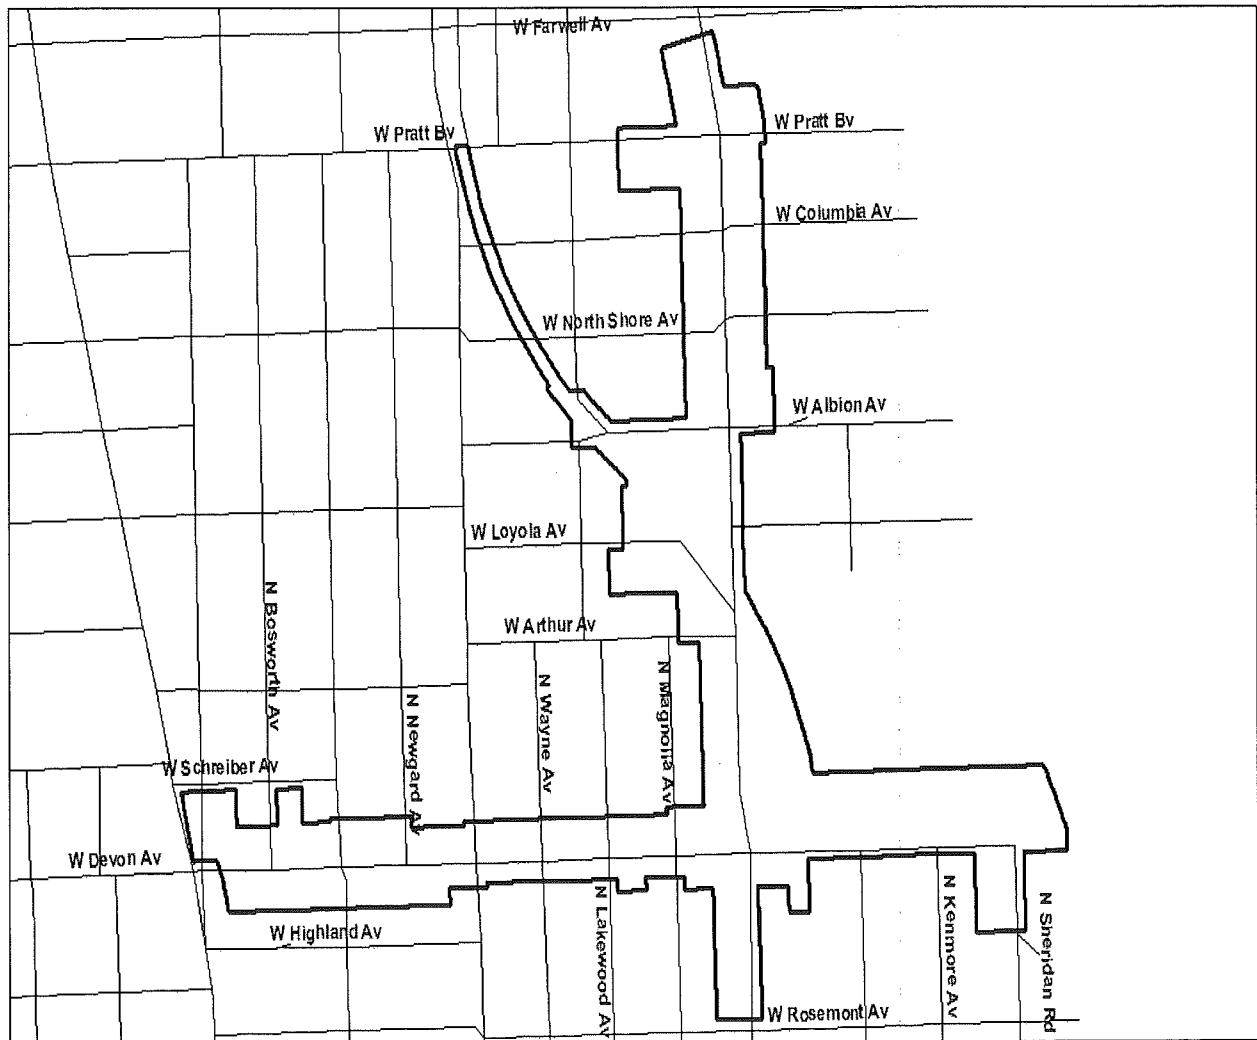 W Farwell Av
W Pratt Bv
W Pratt Bv
W Columbia Av
W North Shore Av
W Albion Av
W Loyola Av
N Bosworth Av
W Arthur Av
N Wayne Av
N Magnolia Av
N Newgard Av
W Schreiber Av
W Devon Av
N Lakewood Av
N Kenmore Av
N Sheridan Rd
W Highland Av
W Rosemont Av